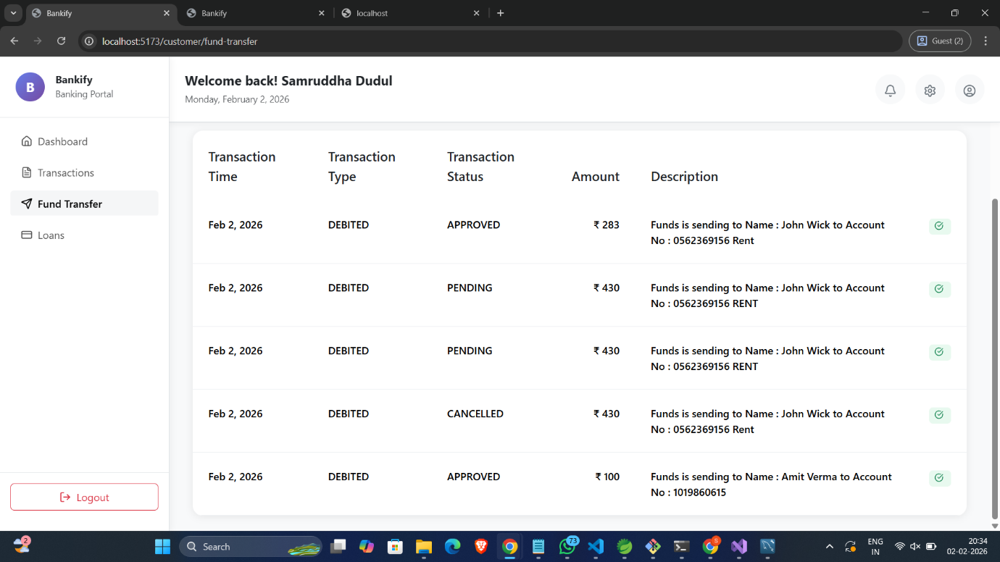 Bankify
Bankify
localhost
localhost:5173/customer/fund-transfer
Guest (2)
B
Bankify
Banking Portal
Welcome back! Samruddha Dudul
Monday, February 2, 2026
Dashboard
Transactions
Fund Transfer
Loans
Logout
Transaction Time
Transaction Type
Transaction Status
Amount
Description
Feb 2, 2026 DEBITED APPROVED ₹ 283 Funds is sending to Name : John Wick to Account
No : 0562369156 Rent
Feb 2, 2026 DEBITED PENDING ₹ 430 Funds is sending to Name : John Wick to Account
No : 0562369156 RENT
Feb 2, 2026 DEBITED PENDING ₹ 430 Funds is sending to Name : John Wick to Account
No : 0562369156 RENT
Feb 2, 2026 DEBITED CANCELLED ₹ 430 Funds is sending to Name : John Wick to Account
No : 0562369156 Rent
Feb 2, 2026 DEBITED APPROVED ₹ 100 Funds is sending to Name : Amit Verma to Account
No : 1019860615
2
Search
73
8
ENG
IN
20:34
02-02-2026